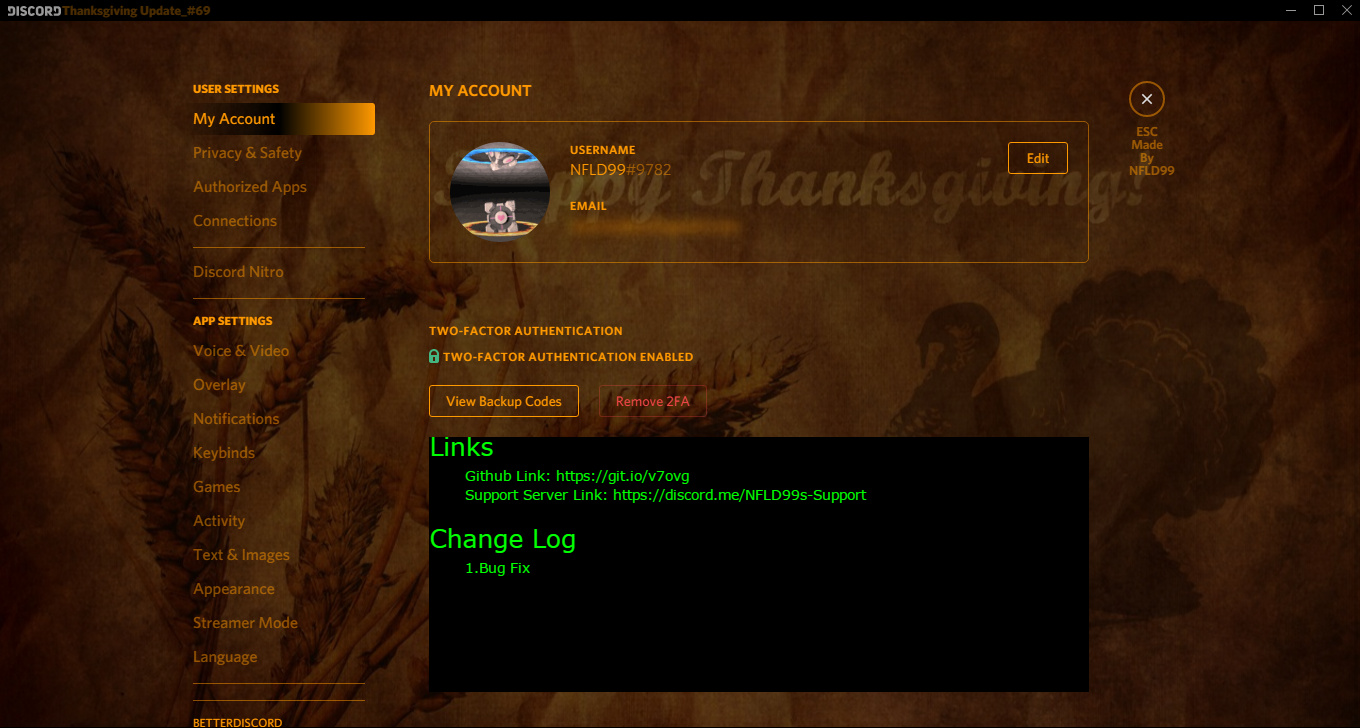 DISCORD Thanksgiving Update_#69
USER SETTINGS
My Account
Privacy & Safety
Authorized Apps
Connections
Discord Nitro
APP SETTINGS
Voice & Video
Overlay
Notifications
Keybinds
Games
Activity
Text & Images
Appearance
Streamer Mode
Language
BETTERDISCORD
MY ACCOUNT
USERNAME
NFLD99#9782
EMAIL
Edit
Happy Thanksgiving!
TWO-FACTOR AUTHENTICATION
TWO-FACTOR AUTHENTICATION ENABLED
View Backup Codes
Remove 2FA
Links
Github Link: https://git.io/v7ovg
Support Server Link: https://discord.me/NFLD99s-Support
Change Log
1.Bug Fix
ESC
Made
By
NFLD99